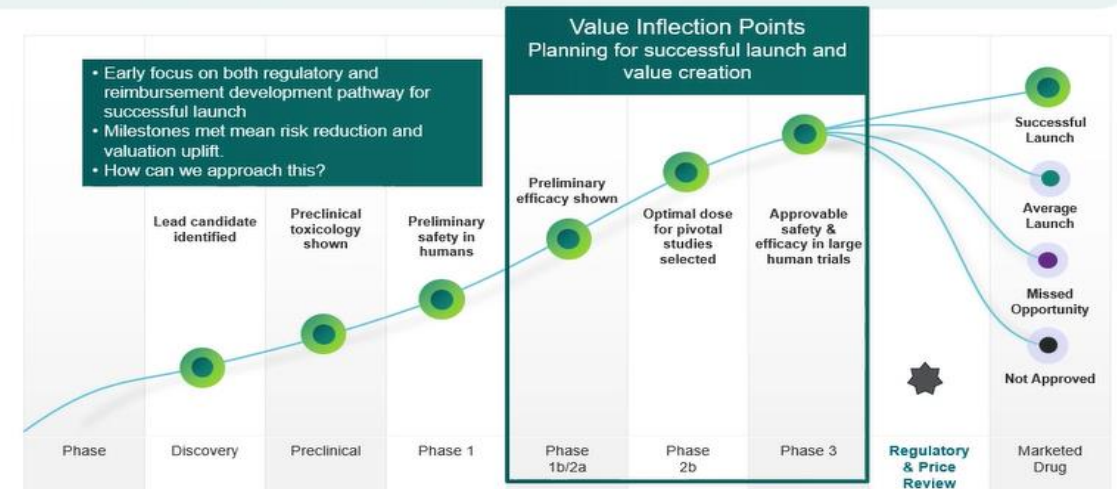 Value Inflection Points
Planning for successful launch and
value creation
• Early focus on both regulatory and
reimbursement development pathway for
successful launch
• Milestones met mean risk reduction and
valuation uplift.
• How can we approach this?
Lead candidate
identified
Preclinical
toxicology
shown
Preliminary
safety in
humans
Preliminary
efficacy shown
Optimal dose
for pivotal
studies
selected
Approvable
safety &
efficacy in large
human trials
Successful
Launch
Average
Launch
Missed
Opportunity
Not Approved
Phase
Discovery
Preclinical
Phase 1
Phase
1b/2a
Phase
2b
Phase 3
Regulatory
& Price
Review
Marketed
Drug